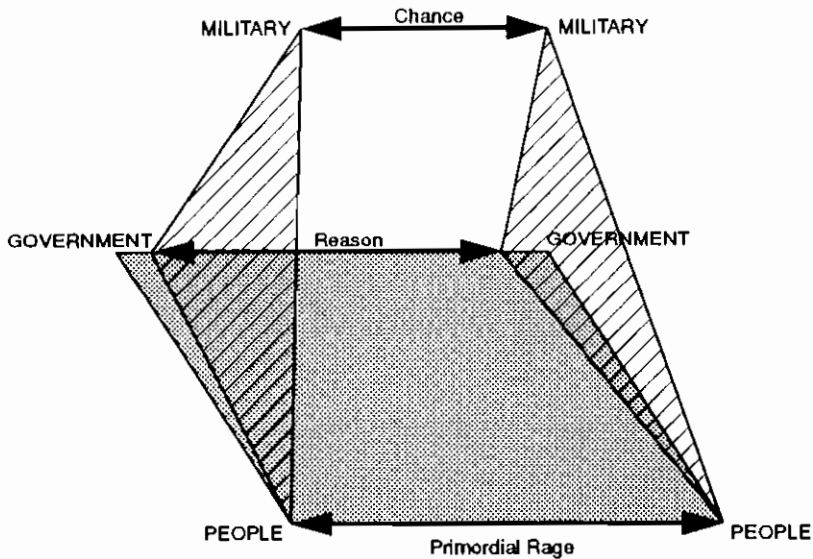 MILITARY
Chance
MILITARY
GOVERNMENT
Reason
GOVERNMENT
PEOPLE
Primordial Rage
PEOPLE